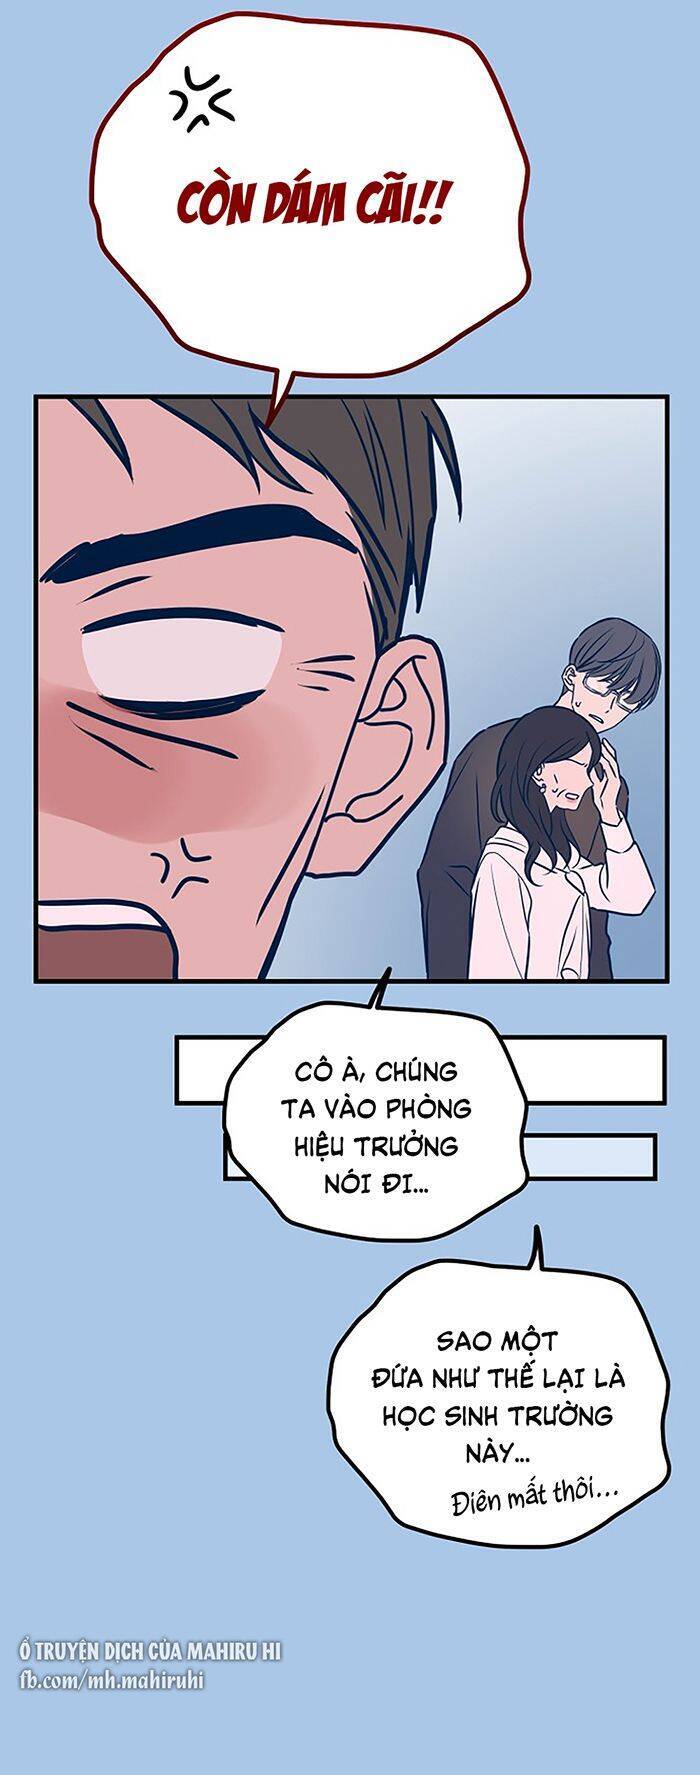 CÒN DÁM CÃI!!
CÔ À, CHÚNG
TA VÀO PHÒNG
HIỆU TRƯỞNG
NÓI ĐI...
SAO MỘT
ĐỨA NHƯ THẾ LẠI LÀ
HỌC SINH TRƯỜNG
NÀY...
Điên mất thôi...
Ổ TRUYỆN DỊCH CỦA MAHIRU HI
fb.com/mh.mahiruhi